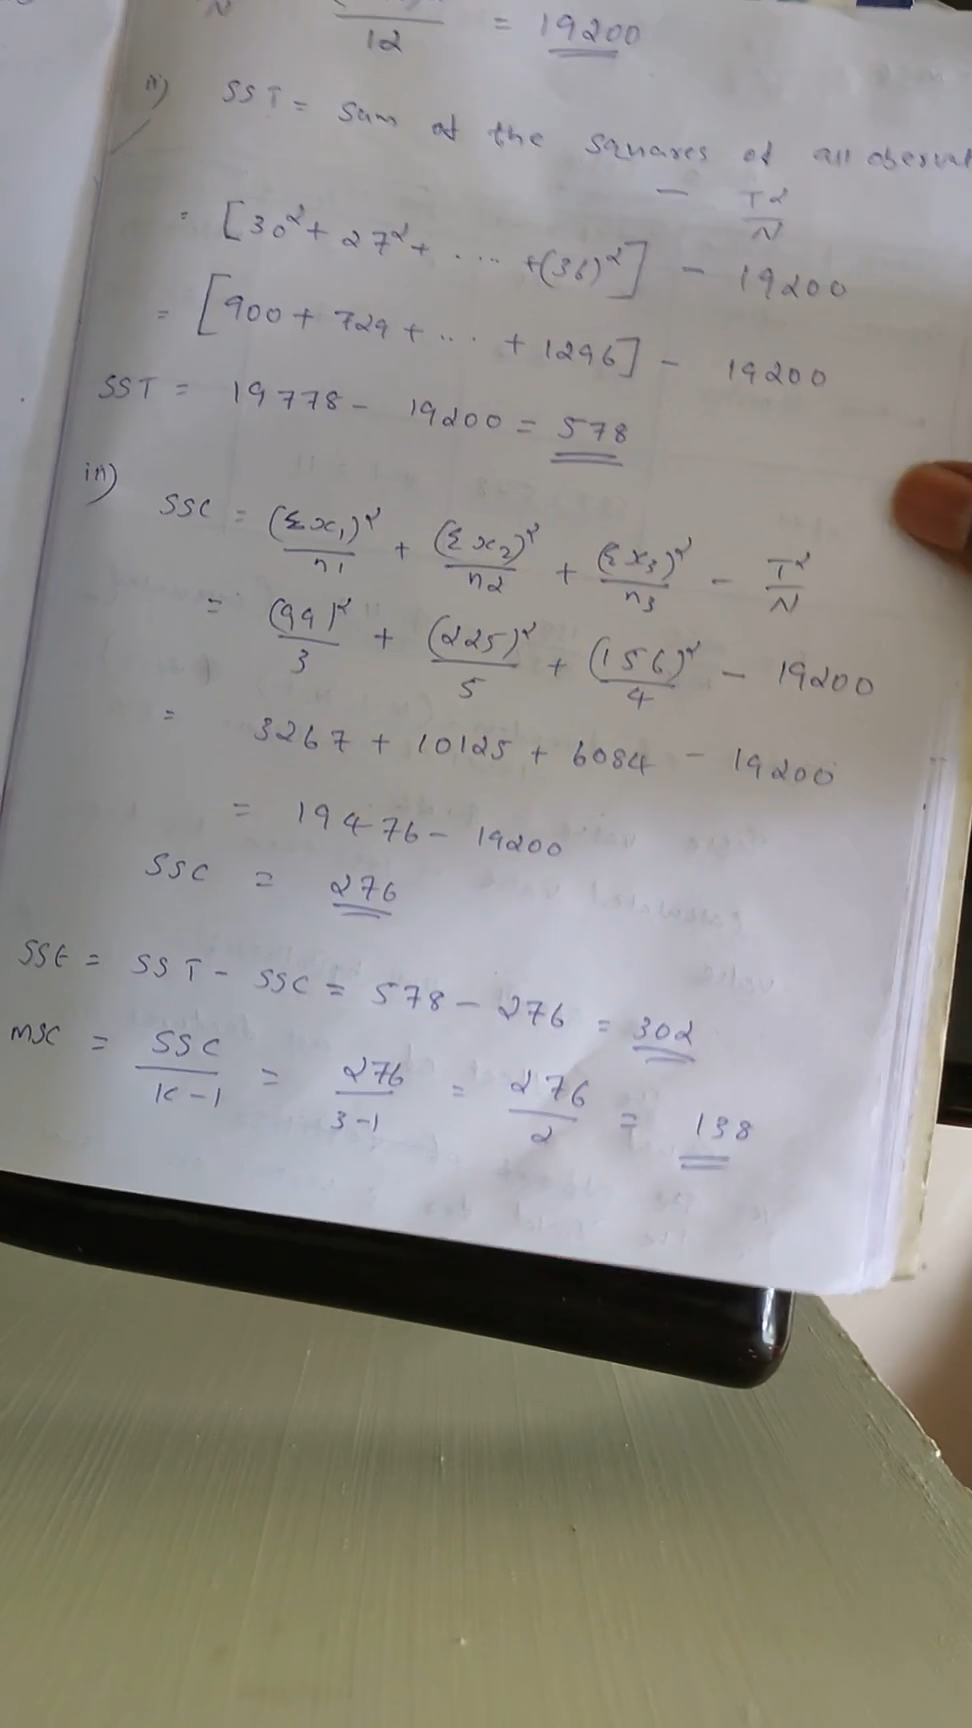 N
12 = 19200
ii) SST = Sum of the squares of all observat
- T²/N
= [30² + 27² + .... +(36)²] - 19200
= [900 + 729 + ... + 1296] - 19200
SST = 19778 - 19200 = 578
iii) SSC = (Σx₁)²/n1 + (Σx₂)²/n2 + (Σx₃)²/n3 - T²/N
= (99)²/3 + (225)²/5 + (156)²/4 - 19200
= 3267 + 10125 + 6084 - 19200
= 19476 - 19200
SSC = 276
SSE = SST - SSC = 578 - 276 = 302
MSC = SSC/K-1 = 276/3-1 = 276/2 = 138